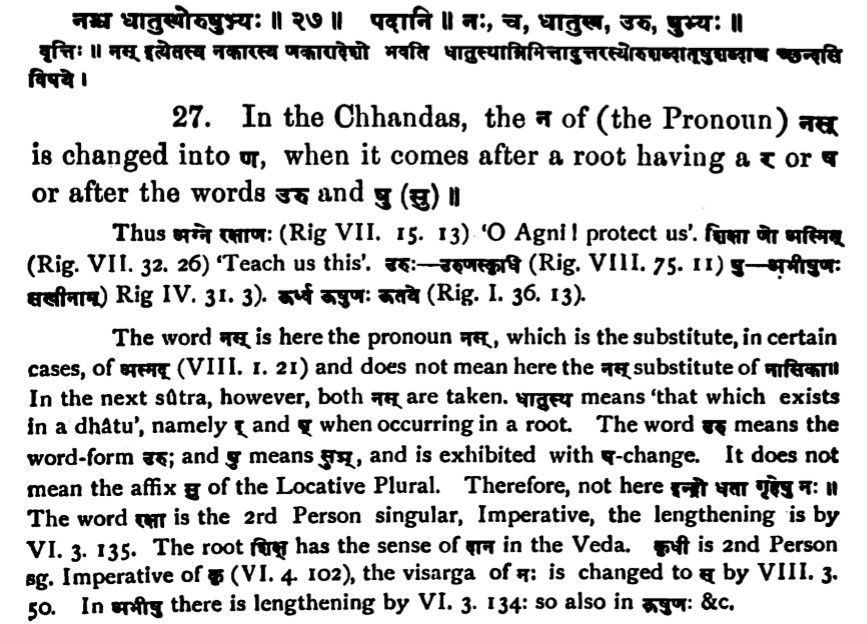 नश्च धातुस्थोरुषुभ्यः ॥ २७ ॥ पदानि ॥ नः, च, धातुस्थ, उरु, षुभ्यः ॥
वृत्तिः ॥ नस् इत्येतस्य नकारस्य णकारादेशो भवति धातुस्थान्निमित्तादुत्तरस्योरुशब्दात्षुशब्दाच्च च्छन्दसि
विषये ।
27. In the Chhandas, the न of (the Pronoun) नस्
is changed into ण, when it comes after a root having a र or ष
or after the words उरु and षु (सु) ॥
Thus अग्ने रक्षाणः (Rig VII. 15. 13) 'O Agni! protect us'. शिक्षा णो अस्मिन्
(Rig. VII. 32. 26) 'Teach us this'. उरुः—उरुणस्कृधि (Rig. VIII. 75. 11) षु—अभीषुणः
सखीनाम्) Rig IV. 31. 3). ऊर्ध्व ऊषुणः ऊतये (Rig. I. 36. 13).
The word नस् is here the pronoun नस्, which is the substitute, in certain
cases, of अस्मद् (VIII. 1. 21) and does not mean here the नस् substitute of नासिका॥
In the next sûtra, however, both नस् are taken. धातुस्थ means 'that which exists
in a dhâtu', namely र् and ष् when occurring in a root. The word उरु means the
word-form उरु; and षु means सुञ्, and is exhibited with ष-change. It does not
mean the affix सु of the Locative Plural. Therefore, not here इन्द्रो धता गृहेषु नः ॥
The word रक्षा is the 2rd Person singular, Imperative, the lengthening is by
VI. 3. 135. The root शिक्ष् has the sense of दान in the Veda. कृधी is 2nd Person
sg. Imperative of कृ (VI. 4. 102), the visarga of नः is changed to स् by VIII. 3.
50. In अभीषु there is lengthening by VI. 3. 134: so also in ऊषुणः &c.